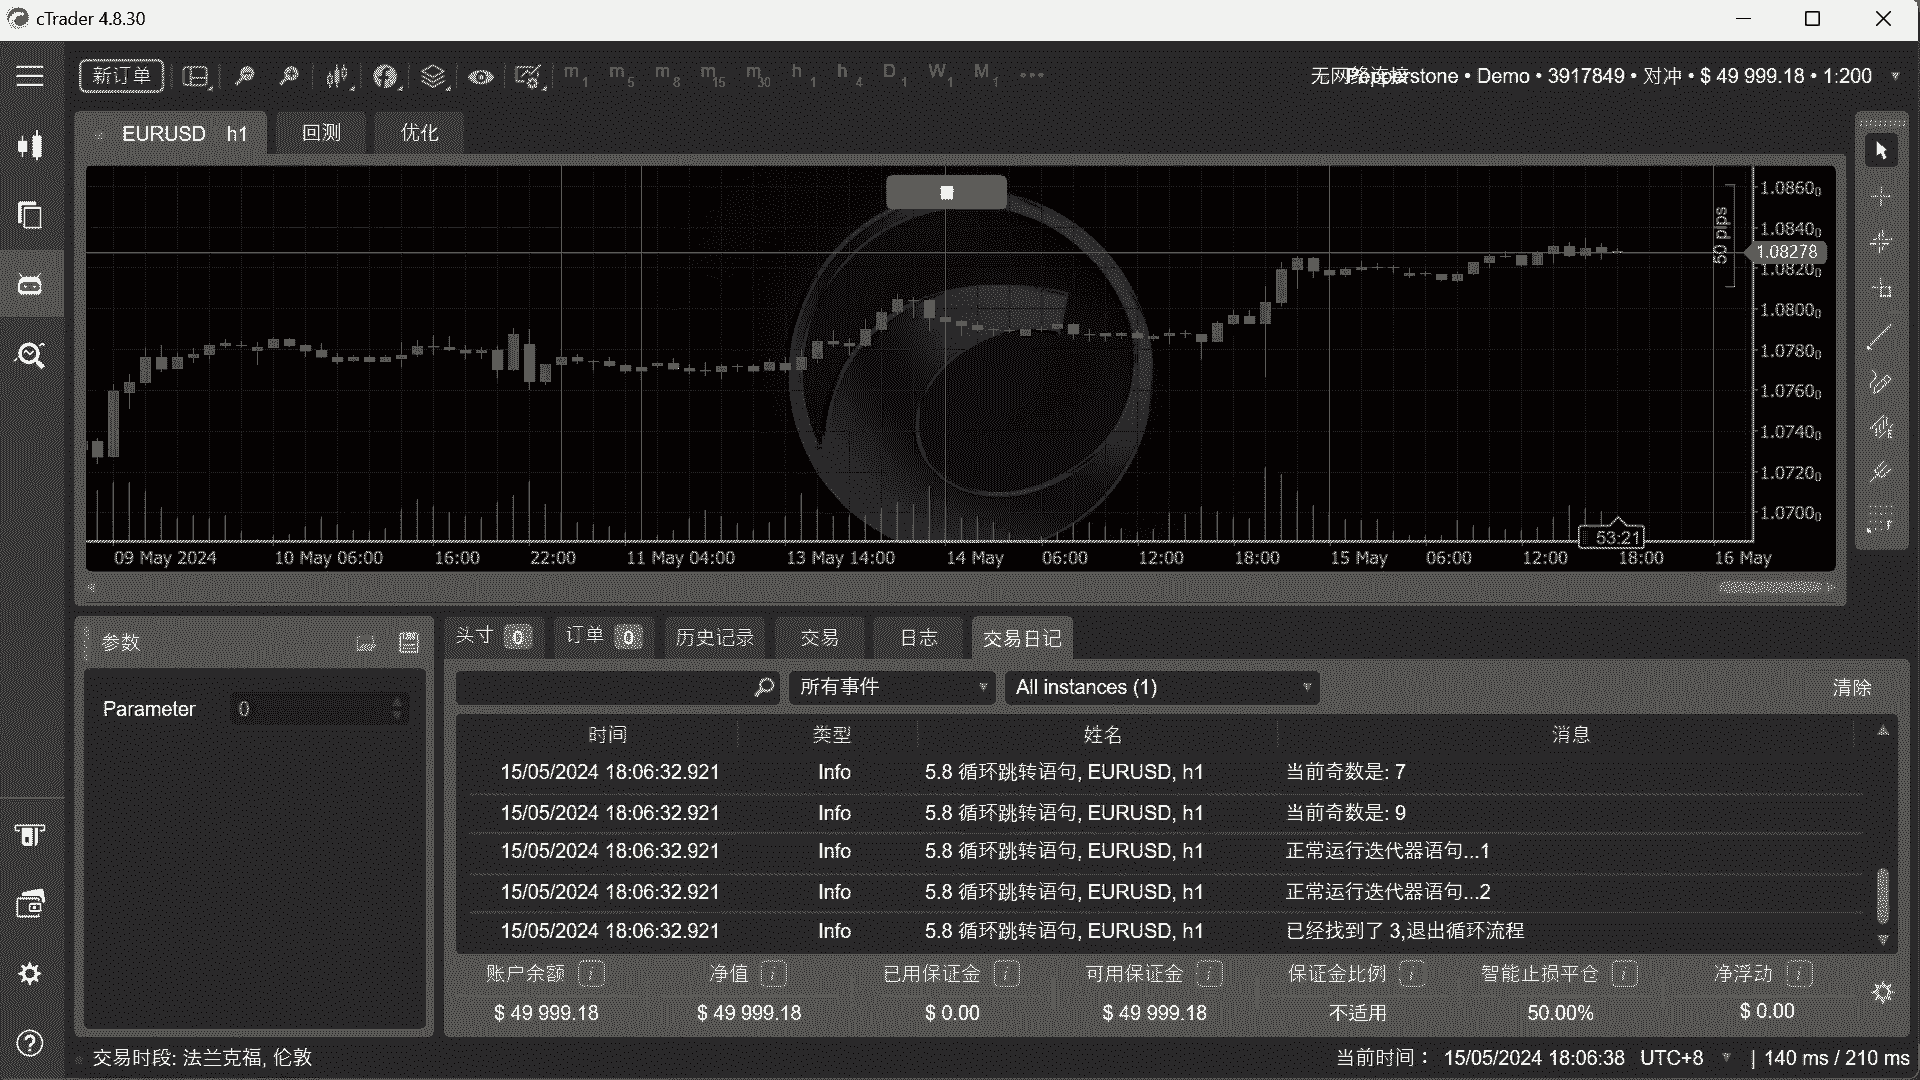 cTrader 4.8.30
新订单
m1 m5 m8 m15 m30 h1 h4 D1 W1 M1
Pepperstone • Demo • 3917849 • 对冲 • $ 49 999.18 • 1:200
EURUSD h1
回测
优化
50 pips
1.08600
1.08400
1.08278
1.08200
1.08000
1.07800
1.07600
1.07400
1.07200
1.07000
53:21
09 May 2024
10 May 06:00
16:00
22:00
11 May 04:00
13 May 14:00
14 May
06:00
12:00
18:00
15 May
06:00
12:00
18:00
16 May
参数
Parameter 0
头寸 0
订单 0
历史记录
交易
日志
交易日记
所有事件
All instances (1)
清除
时间 类型 姓名 消息
15/05/2024 18:06:32.921 Info 5.8 循环跳转语句, EURUSD, h1 当前奇数是: 7
15/05/2024 18:06:32.921 Info 5.8 循环跳转语句, EURUSD, h1 当前奇数是: 9
15/05/2024 18:06:32.921 Info 5.8 循环跳转语句, EURUSD, h1 正常运行迭代器语句...1
15/05/2024 18:06:32.921 Info 5.8 循环跳转语句, EURUSD, h1 正常运行迭代器语句...2
15/05/2024 18:06:32.921 Info 5.8 循环跳转语句, EURUSD, h1 已经找到了 3,退出循环流程
账户余额 净值 已用保证金 可用保证金 保证金比例 智能止损平仓 净浮动
$ 49 999.18 $ 49 999.18 $ 0.00 $ 49 999.18 不适用 50.00% $ 0.00
交易时段: 法兰克福, 伦敦
当前时间： 15/05/2024 18:06:38 UTC+8 | 140 ms / 210 ms